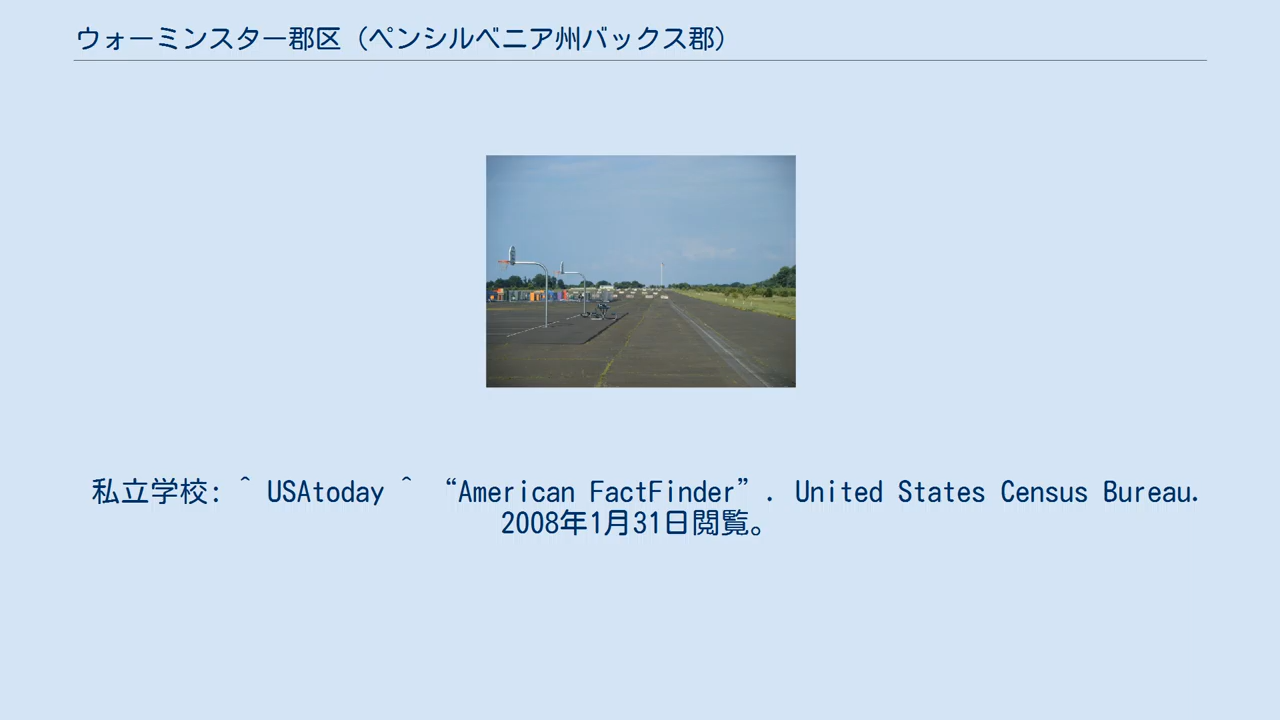 ウォーミンスター郡区（ペンシルベニア州バックス郡）
私立学校: ^ USAtoday ^ “American FactFinder”. United States Census Bureau.
2008年1月31日閲覧。